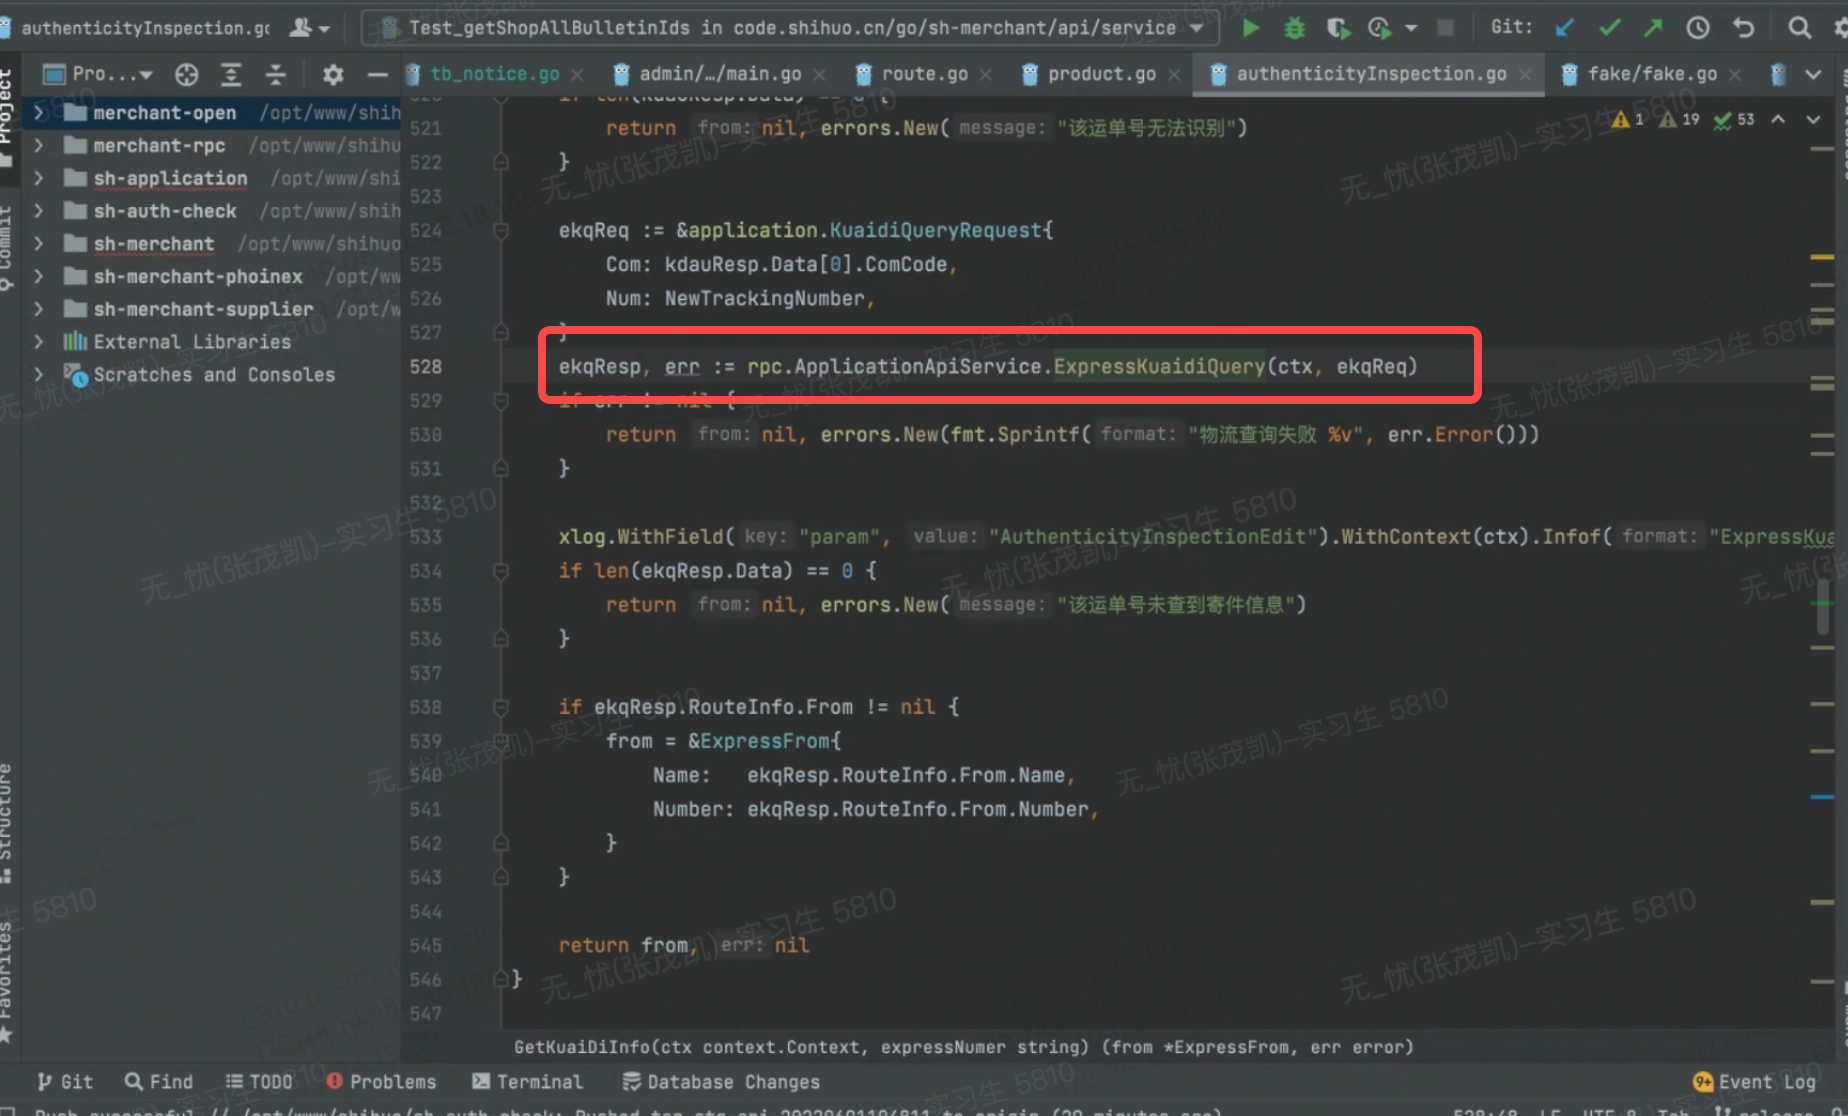 authenticityInspection.go
Test_getShopAllBulletinIds in code.shihuo.cn/go/sh-merchant/api/service
Git:
Pro...
tb_notice.go
admin/…/main.go
route.go
product.go
authenticityInspection.go
fake/fake.go
Project
Commit
Structure
Favorites
merchant-open /opt/www/shih
merchant-rpc /opt/www/shihu
sh-application /opt/www/shi
sh-auth-check /opt/www/shih
sh-merchant /opt/www/shihuo
sh-merchant-phoinex /opt/ww
sh-merchant-supplier /opt/w
External Libraries
Scratches and Consoles
1 19 53
520 if len(kdauResp.Data) == 0 {
521 return from: nil, errors.New( message: "该运单号无法识别")
522 }
523
524 ekqReq := &application.KuaidiQueryRequest{
525 Com: kdauResp.Data[0].ComCode,
526 Num: NewTrackingNumber,
527 }
528 ekqResp, err := rpc.ApplicationApiService.ExpressKuaidiQuery(ctx, ekqReq)
529 if err != nil {
530 return from: nil, errors.New(fmt.Sprintf( format: "物流查询失败 %v", err.Error()))
531 }
532
533 xlog.WithField( key: "param", value: "AuthenticityInspectionEdit").WithContext(ctx).Infof( format: "ExpressKua
534 if len(ekqResp.Data) == 0 {
535 return from: nil, errors.New( message: "该运单号未查到寄件信息")
536 }
537
538 if ekqResp.RouteInfo.From != nil {
539 from = &ExpressFrom{
540 Name: ekqResp.RouteInfo.From.Name,
541 Number: ekqResp.RouteInfo.From.Number,
542 }
543 }
544
545 return from, err: nil
546 }
547
GetKuaiDiInfo(ctx context.Context, expressNumer string) (from *ExpressFrom, err error)
Git
Find
TODO
Problems
Terminal
Database Changes
9+ Event Log
无_忧(张茂凯)-实习生 5810